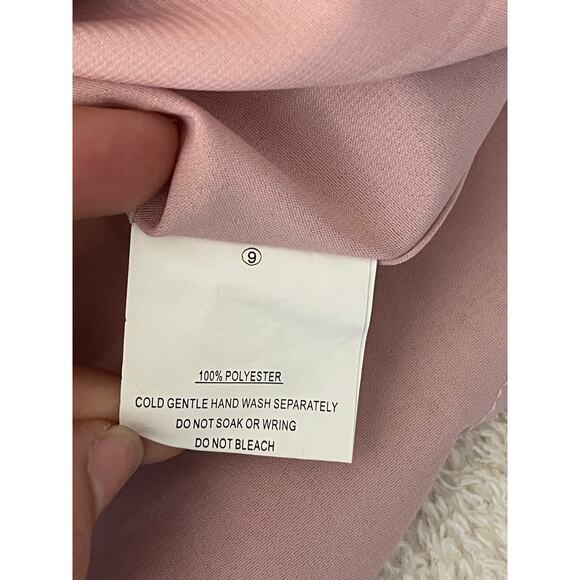 ⑨
100% POLYESTER
COLD GENTLE HAND WASH SEPARATELY
DO NOT SOAK OR WRING
DO NOT BLEACH